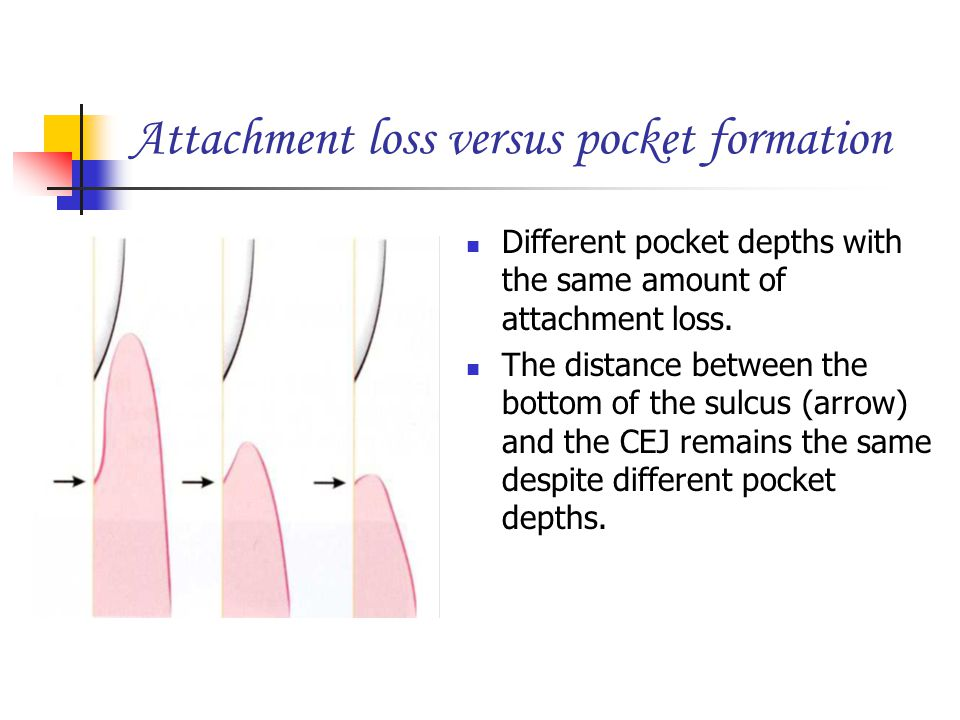 Attachment loss versus pocket formation
Different pocket depths with
the same amount of
attachment loss.
The distance between the
bottom of the sulcus (arrow)
and the CEJ remains the same
despite different pocket
depths.